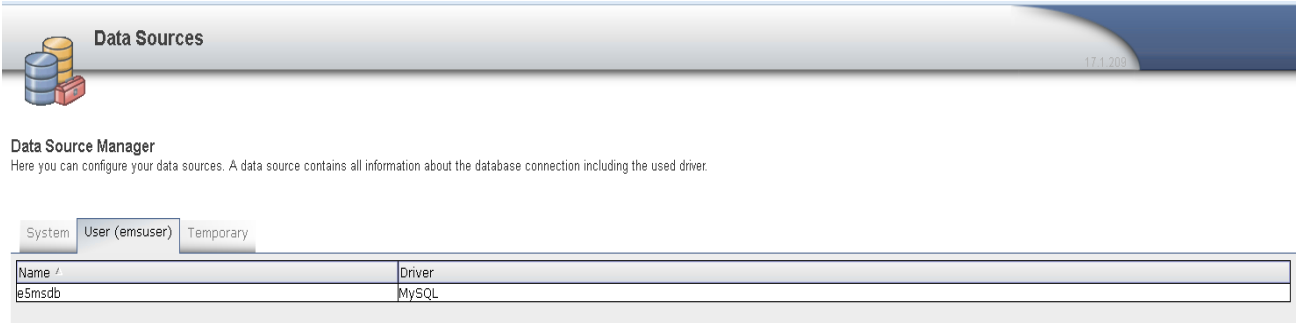 Data Sources
17.1.209
Data Source Manager
Here you can configure your data sources. A data source contains all information about the database connection including the used driver.
System User (emsuser) Temporary
Name Driver
e5msdb MySQL